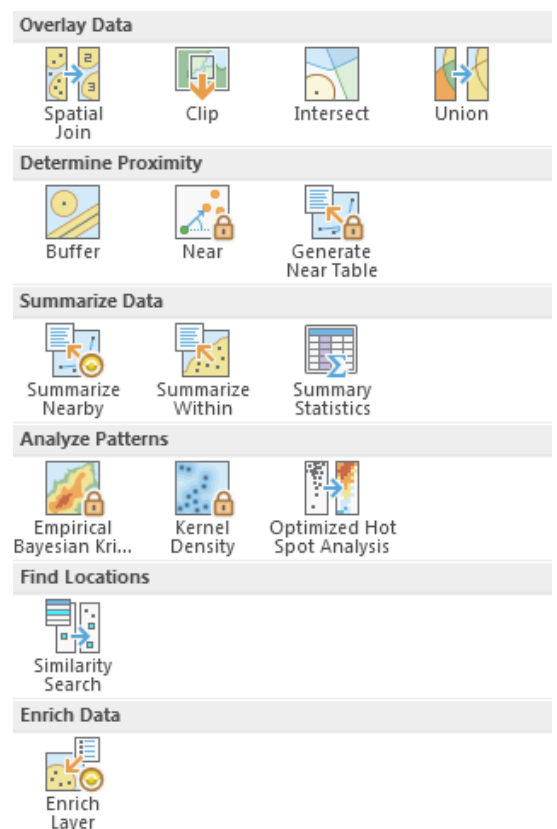 Overlay Data
Spatial Join
Clip
Intersect
Union
Determine Proximity
Buffer
Near
Generate Near Table
Summarize Data
Summarize Nearby
Summarize Within
Summary Statistics
Analyze Patterns
Empirical Bayesian Kri...
Kernel Density
Optimized Hot Spot Analysis
Find Locations
Similarity Search
Enrich Data
Enrich Layer